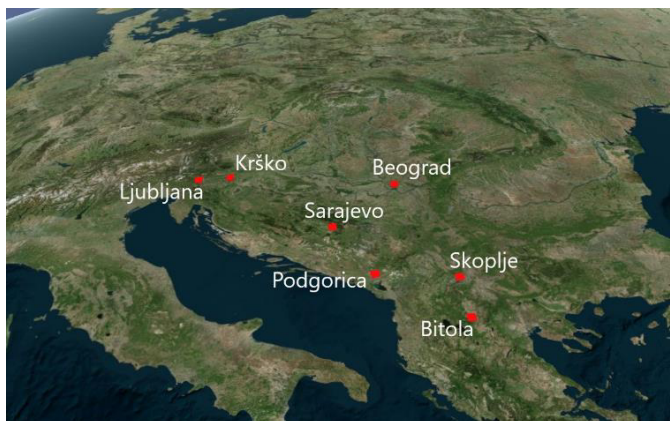 Krško
Ljubljana
Beograd
Sarajevo
Skoplje
Podgorica
Bitola